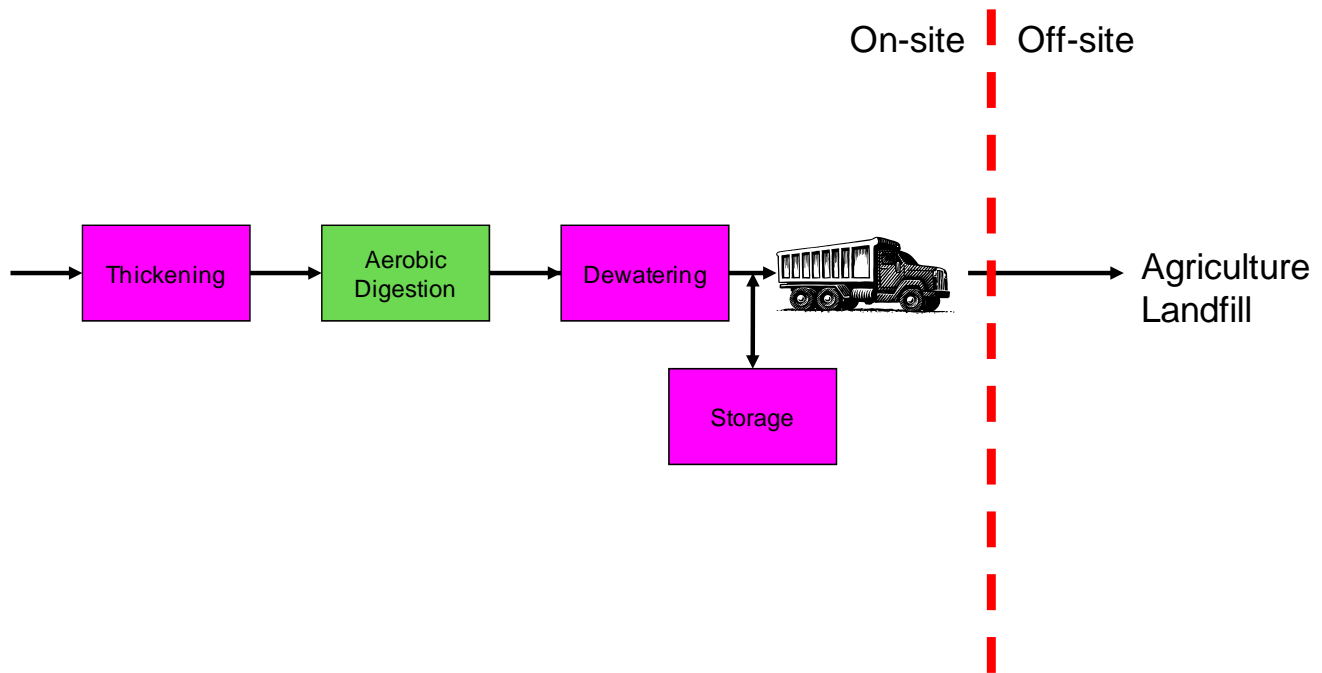 On-site
Off-site
Thickening
Aerobic
Digestion
Dewatering
Agriculture
Landfill
Storage